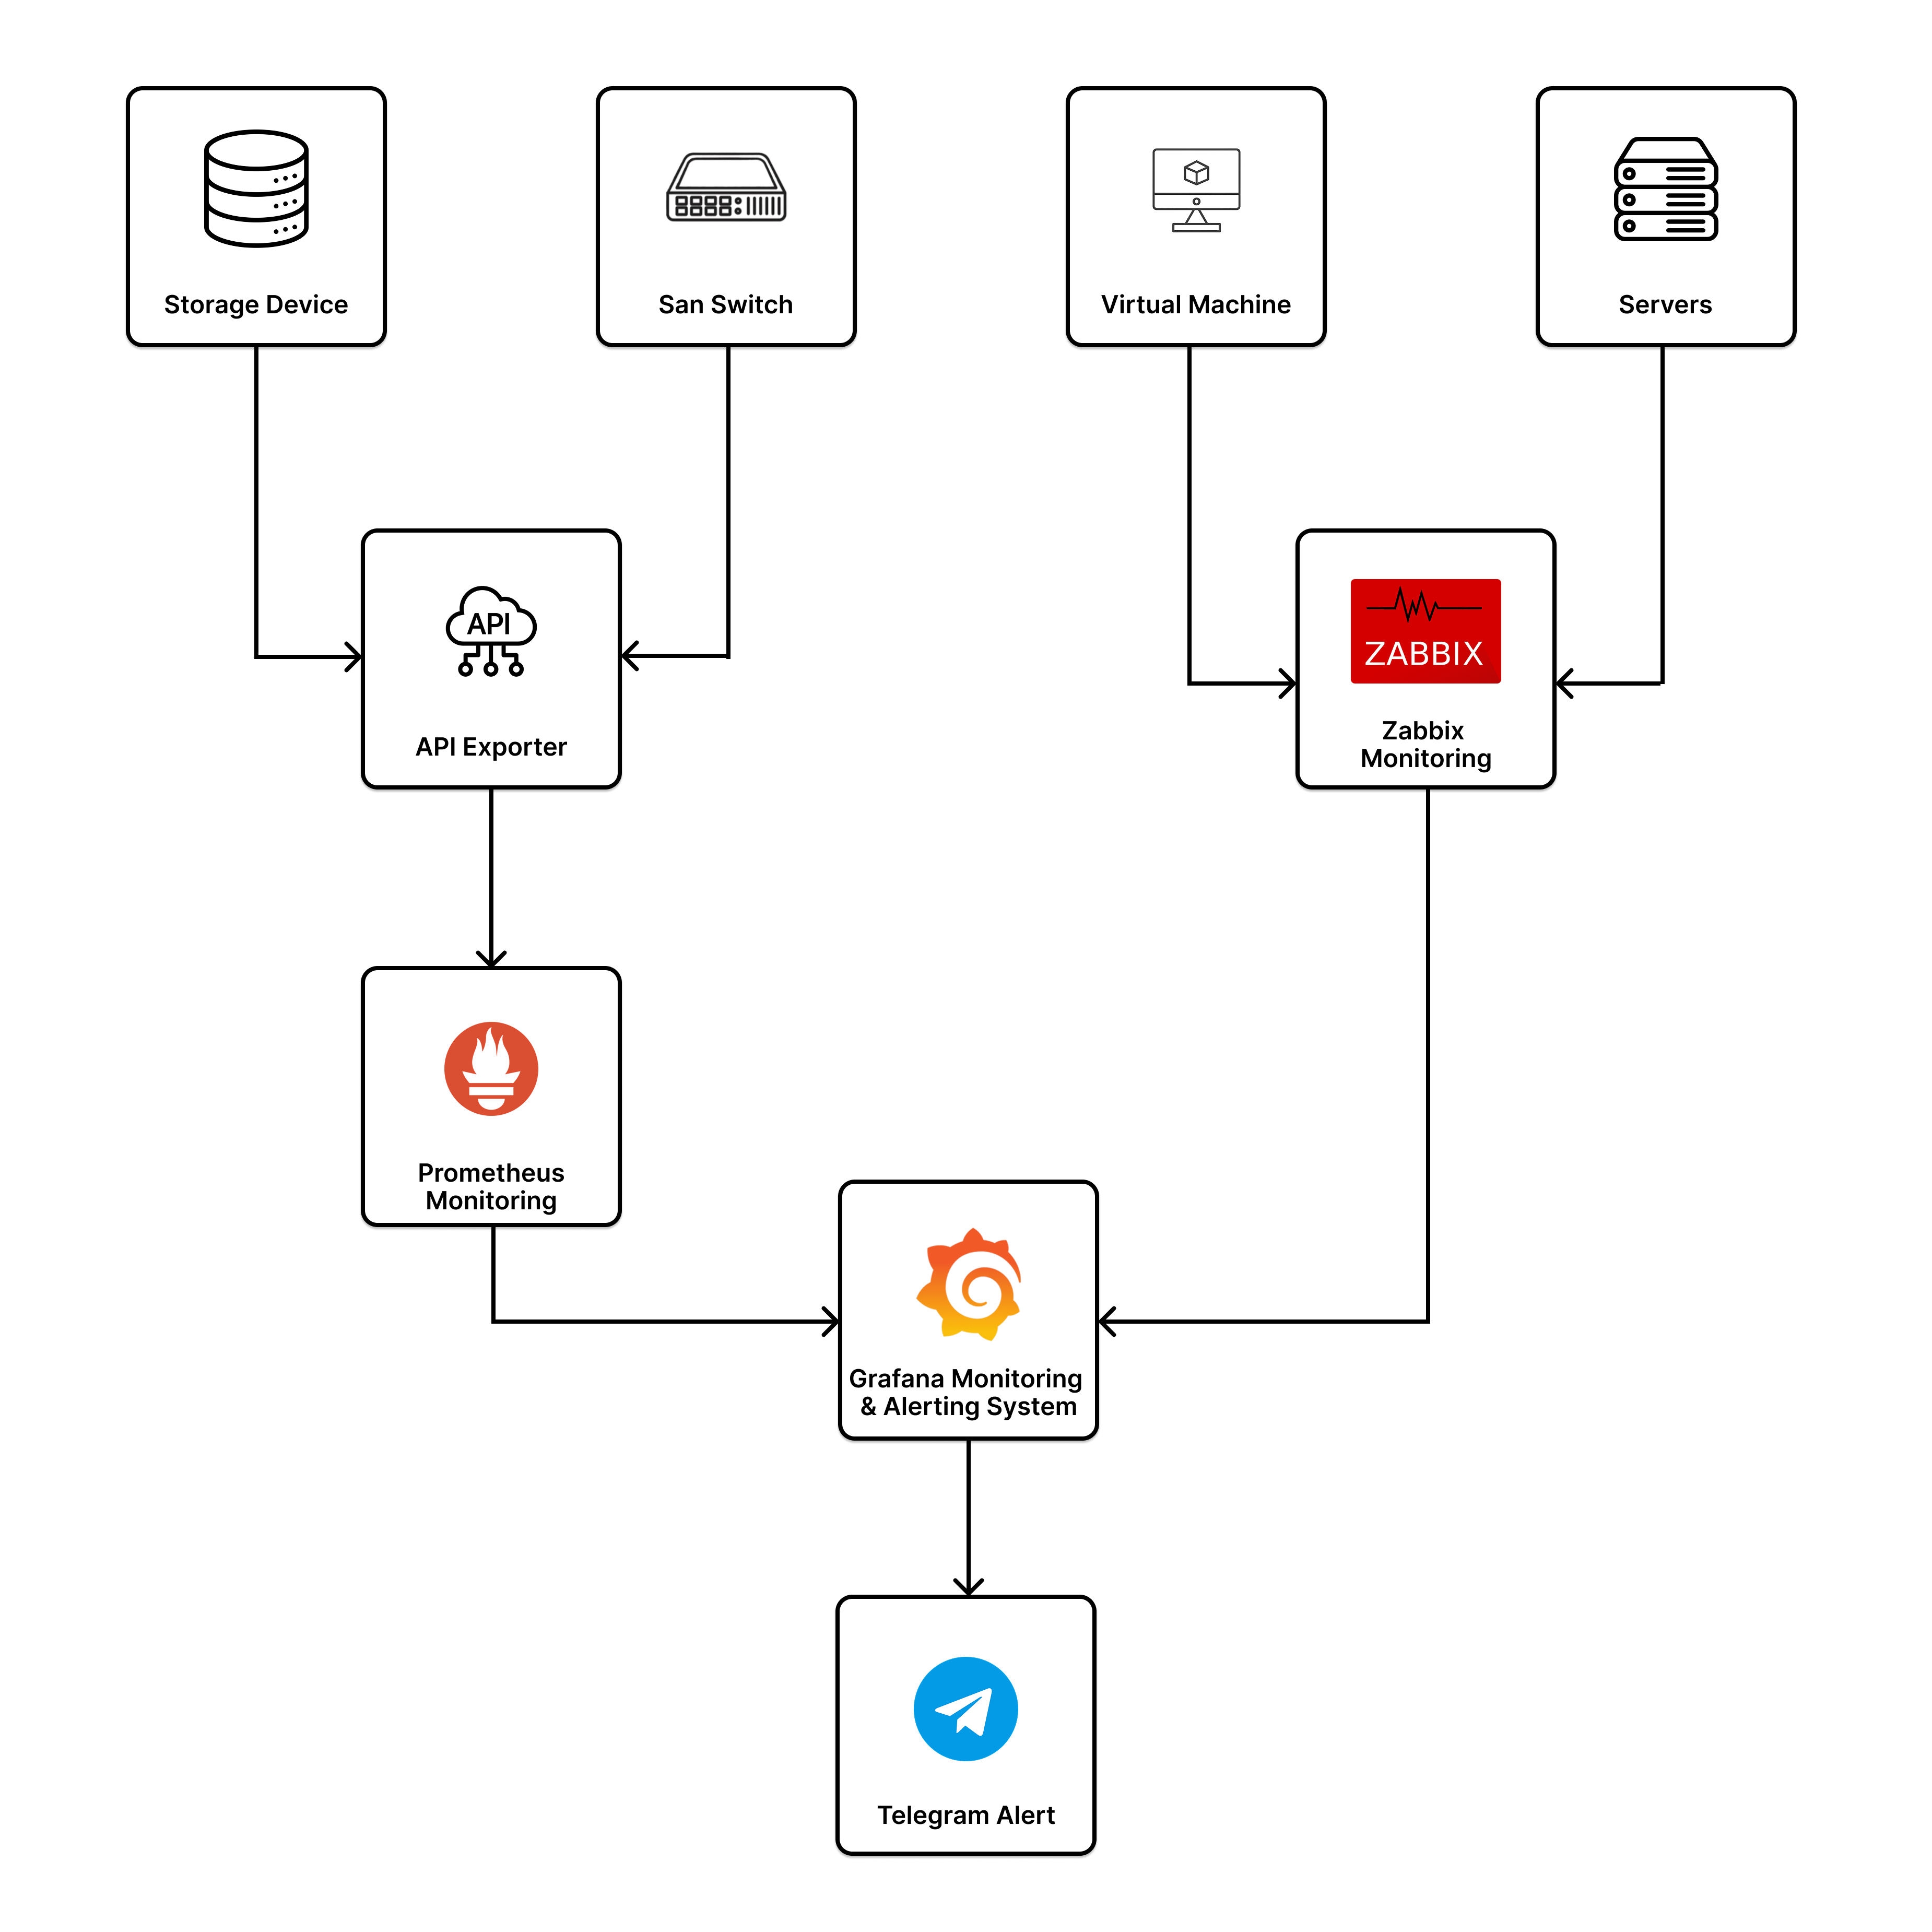 Storage Device
San Switch
Virtual Machine
Servers
API
API Exporter
ZABBIX
Zabbix
Monitoring
Prometheus
Monitoring
Grafana Monitoring
& Alerting System
Telegram Alert